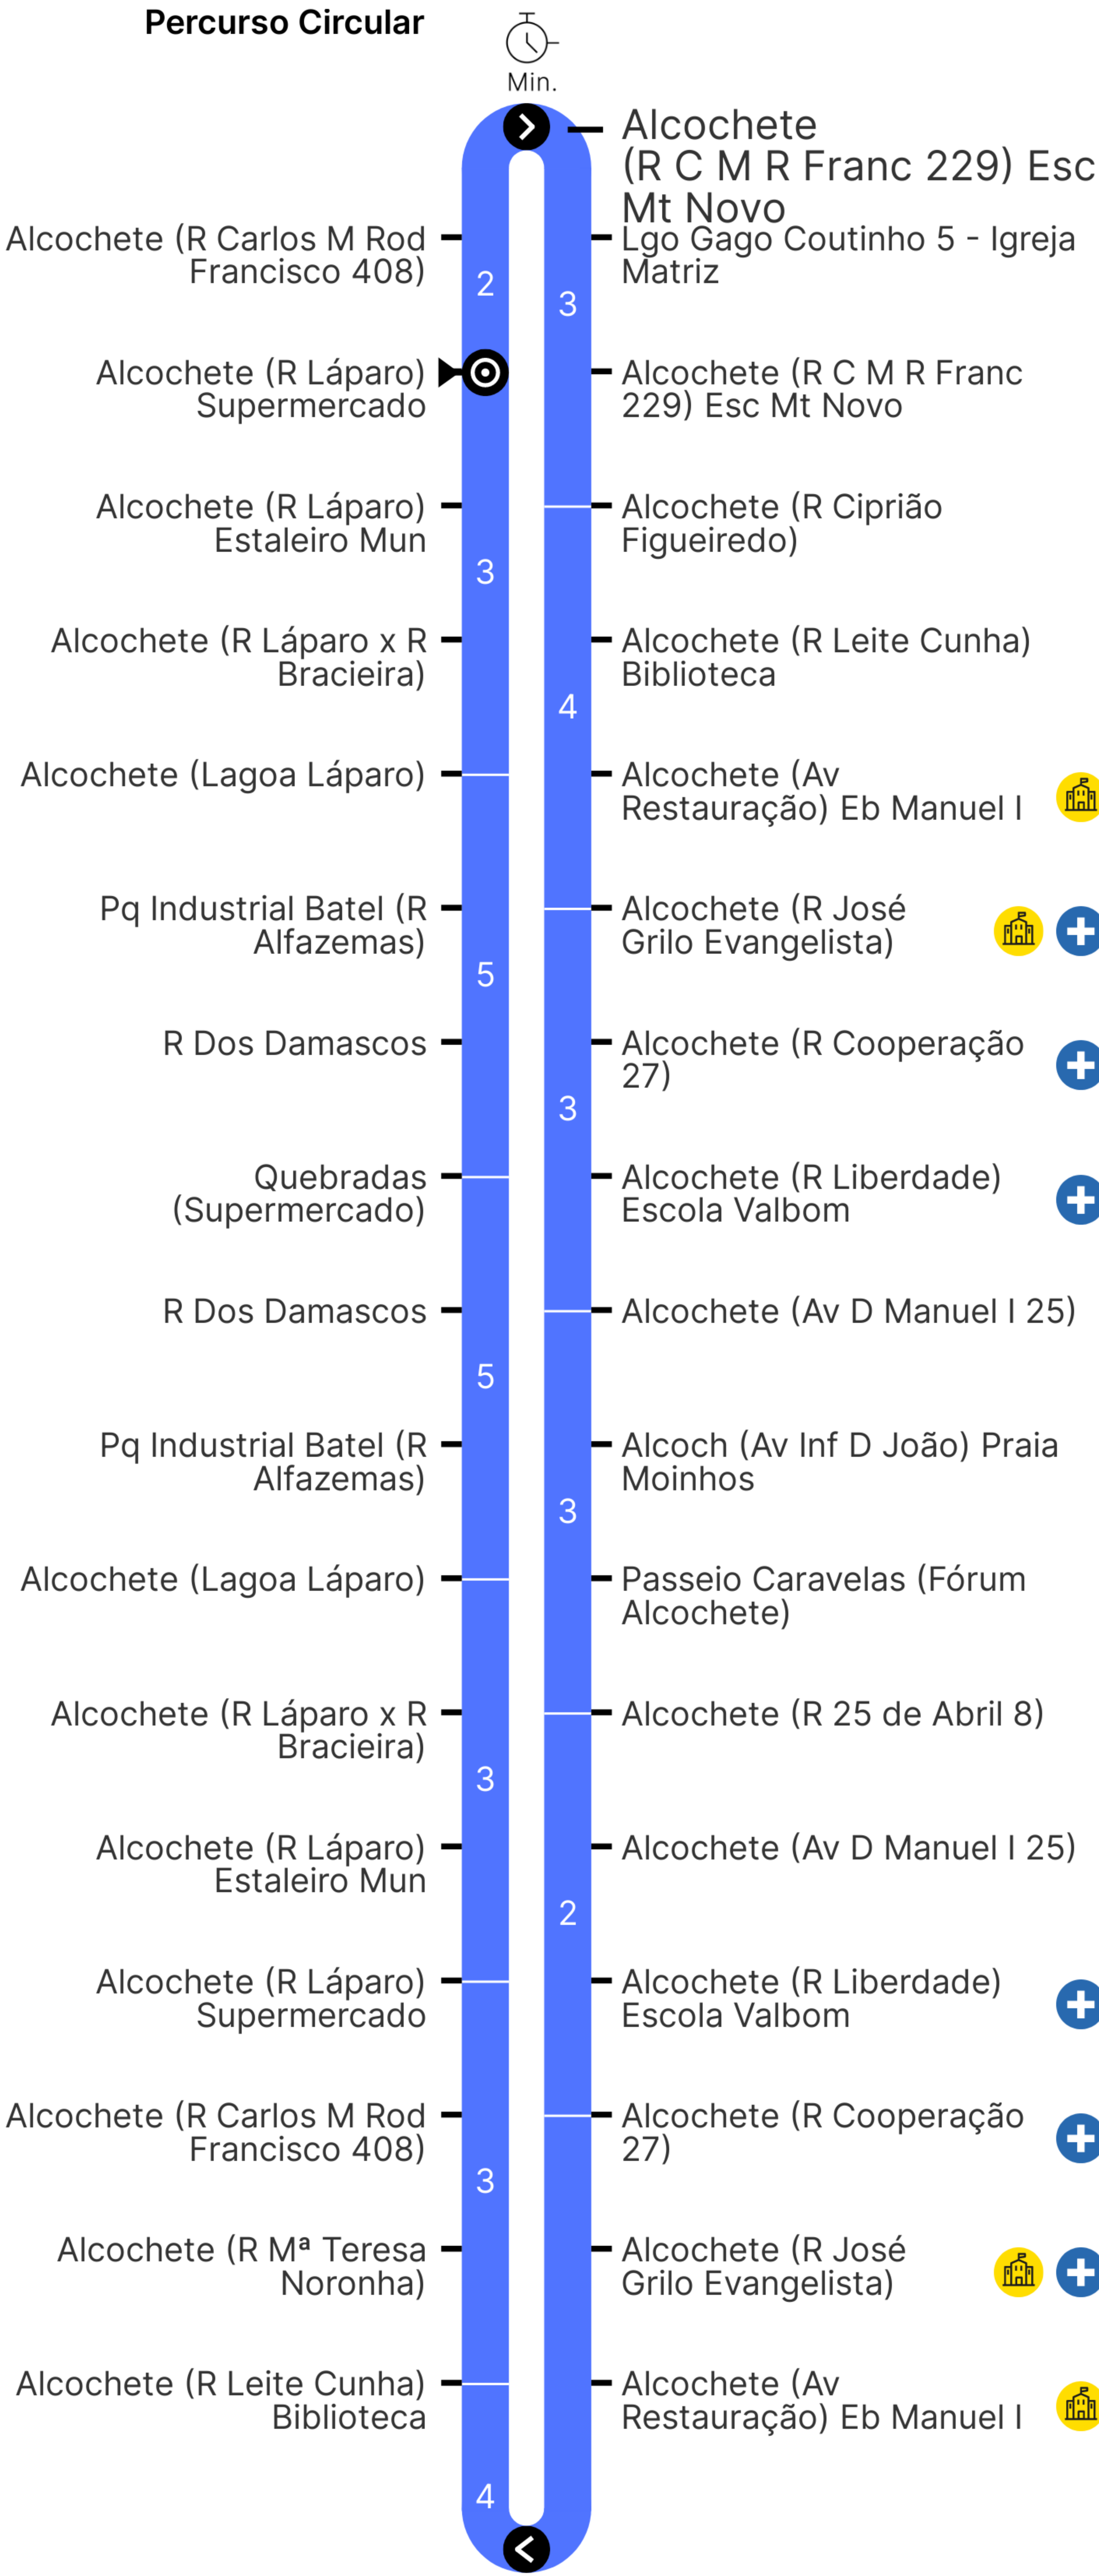 Percurso Circular
Min.
Alcochete
(R C M R Franc 229) Esc
Mt Novo
Alcochete (R Carlos M Rod
Francisco 408)
2
Lgo Gago Coutinho 5 - Igreja
Matriz
3
Alcochete (R Láparo)
Supermercado
Alcochete (R C M R Franc
229) Esc Mt Novo
Alcochete (R Láparo)
Estaleiro Mun
3
Alcochete (R Ciprião
Figueiredo)
Alcochete (R Láparo x R
Bracieira)
Alcochete (R Leite Cunha)
Biblioteca
4
Alcochete (Lagoa Láparo)
Alcochete (Av
Restauração) Eb Manuel I
Pq Industrial Batel (R
Alfazemas)
5
Alcochete (R José
Grilo Evangelista)
R Dos Damascos
Alcochete (R Cooperação
27)
3
Quebradas
(Supermercado)
Alcochete (R Liberdade)
Escola Valbom
R Dos Damascos
5
Alcochete (Av D Manuel I 25)
Pq Industrial Batel (R
Alfazemas)
Alcoch (Av Inf D João) Praia
Moinhos
3
Alcochete (Lagoa Láparo)
Passeio Caravelas (Fórum
Alcochete)
Alcochete (R Láparo x R
Bracieira)
3
Alcochete (R 25 de Abril 8)
Alcochete (R Láparo)
Estaleiro Mun
Alcochete (Av D Manuel I 25)
2
Alcochete (R Láparo)
Supermercado
Alcochete (R Liberdade)
Escola Valbom
Alcochete (R Carlos M Rod
Francisco 408)
3
Alcochete (R Cooperação
27)
Alcochete (R Mª Teresa
Noronha)
Alcochete (R José
Grilo Evangelista)
Alcochete (R Leite Cunha)
Biblioteca
4
Alcochete (Av
Restauração) Eb Manuel I